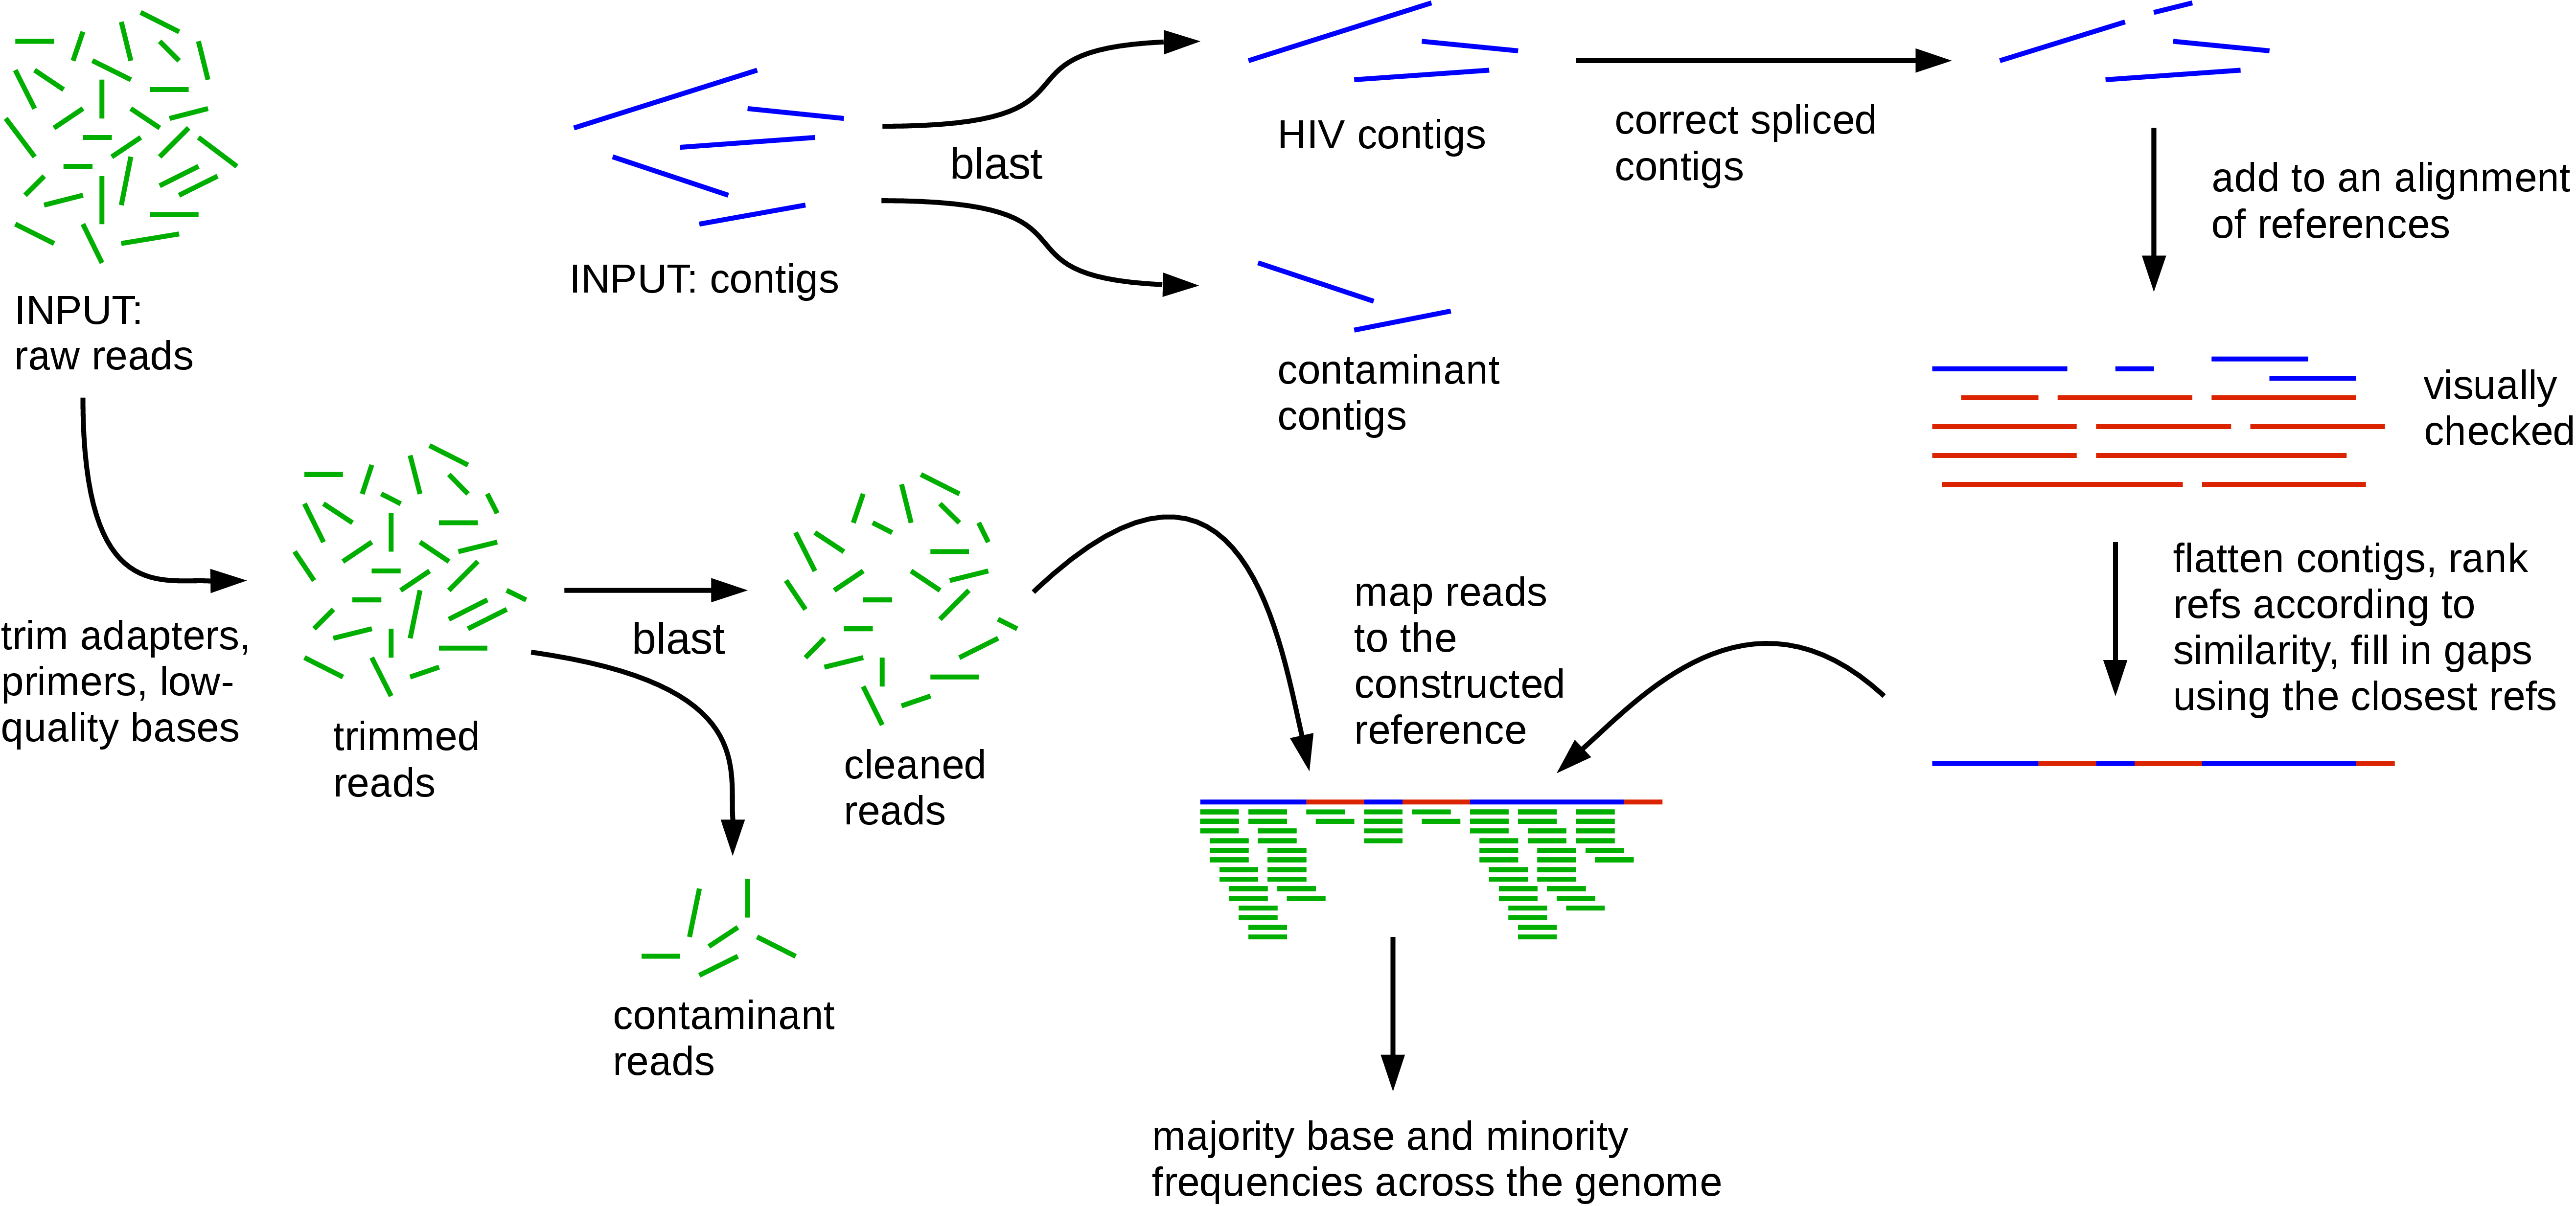 INPUT:
raw reads
INPUT: contigs
blast
HIV contigs
correct spliced
contigs
add to an alignment
of references
contaminant
contigs
visually
checked
trim adapters,
primers, low-
quality bases
trimmed
reads
blast
cleaned
reads
contaminant
reads
map reads
to the
constructed
reference
flatten contigs, rank
refs according to
similarity, fill in gaps
using the closest refs
majority base and minority
frequencies across the genome